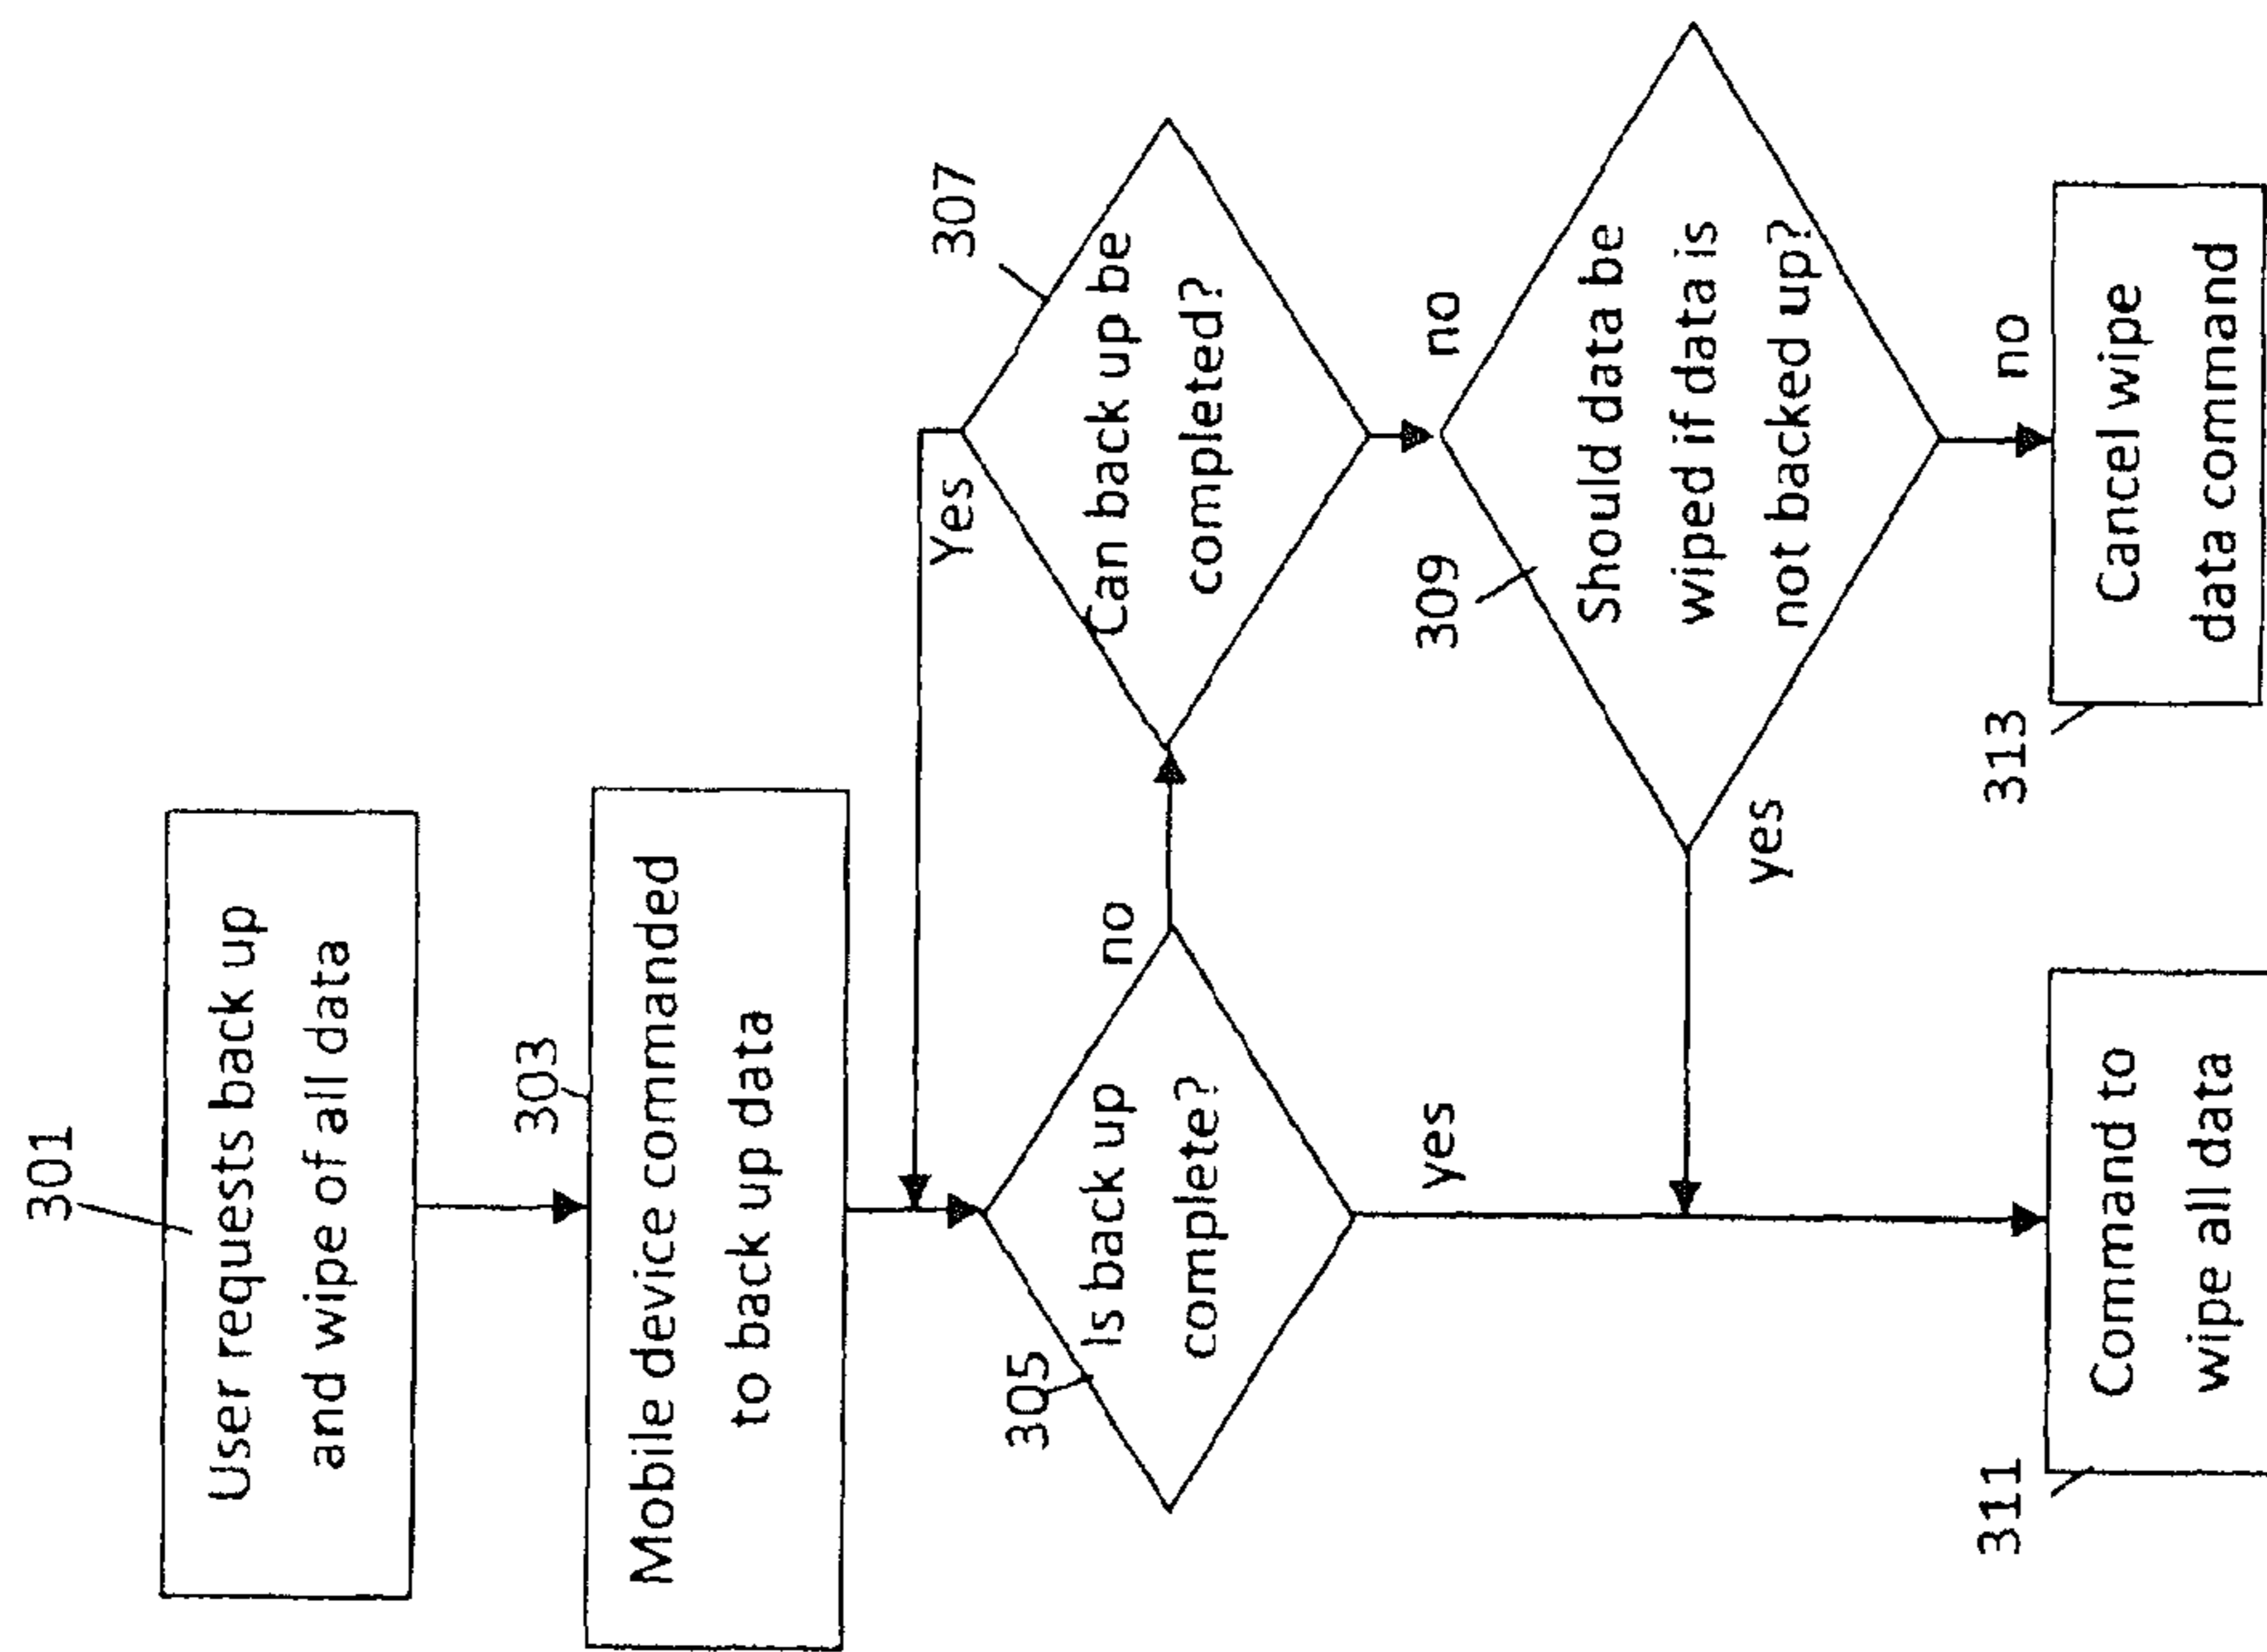 301
User requests back up
and wipe of all data
303
Mobile device commanded
to back up data
Yes
307
305
Is back up
complete?
no
Can back up be
completed?
yes
no
309
Should data be
wiped if data is
not backed up?
yes
no
311
Command to
wipe all data
313
Cancel wipe
data command